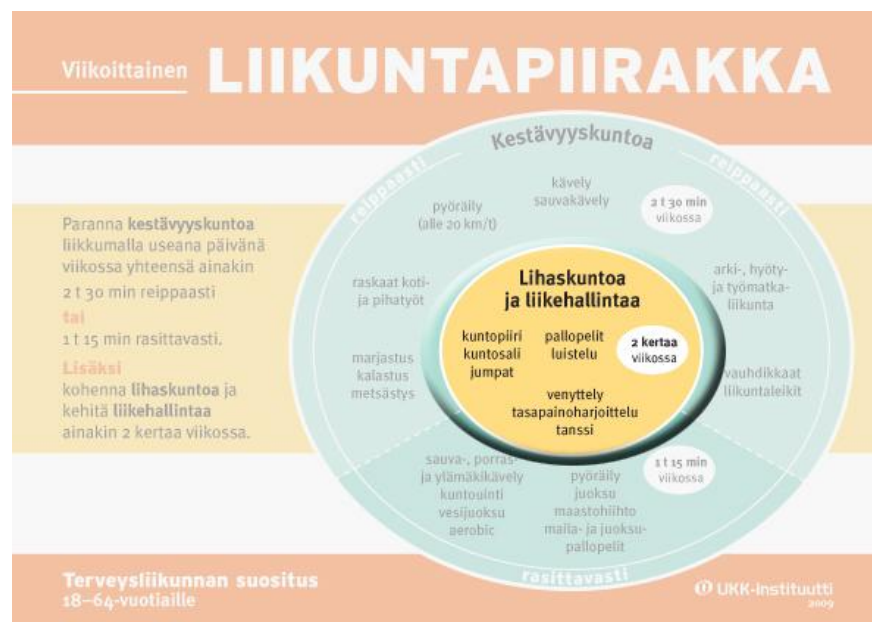 Viikoittainen LIIKUNTAPIIRAKKA
Paranna kestävyyskuntoa
liikkumalla useana päivänä
viikossa yhteensä ainakin
2 t 30 min reippaasti
tai
1 t 15 min rasittavasti.
Lisäksi
kohenna lihaskuntoa ja
kehitä liikehallintaa
ainakin 2 kertaa viikossa.
Kestävyyskuntoa
reippaasti
reippaasti
kävely
sauvakävely
2 t 30 min
viikossa
pyöräily
(alle 20 km/t)
raskaat koti-
ja pihatyöt
marjastus
kalastus
metsästys
arki-, hyöty-
ja työmatka-
liikunta
vauhdikkaat
liikuntaleikit
Lihaskuntoa
ja liikehallintaa
kuntopiiri
kuntosali
jumpat
pallopelit
luistelu
2 kertaa
viikossa
venyttely
tasapainoharjoittelu
tanssi
sauva-, porras-
ja ylämäkikävely
kuntouinti
vesijuoksu
aerobic
pyöräily
juoksu
maastohiihto
maila- ja juoksu-
pallopelit
1 t 15 min
viikossa
rasittavasti
Terveysliikunnan suositus
18–64-vuotiaille
UKK-instituutti
2009